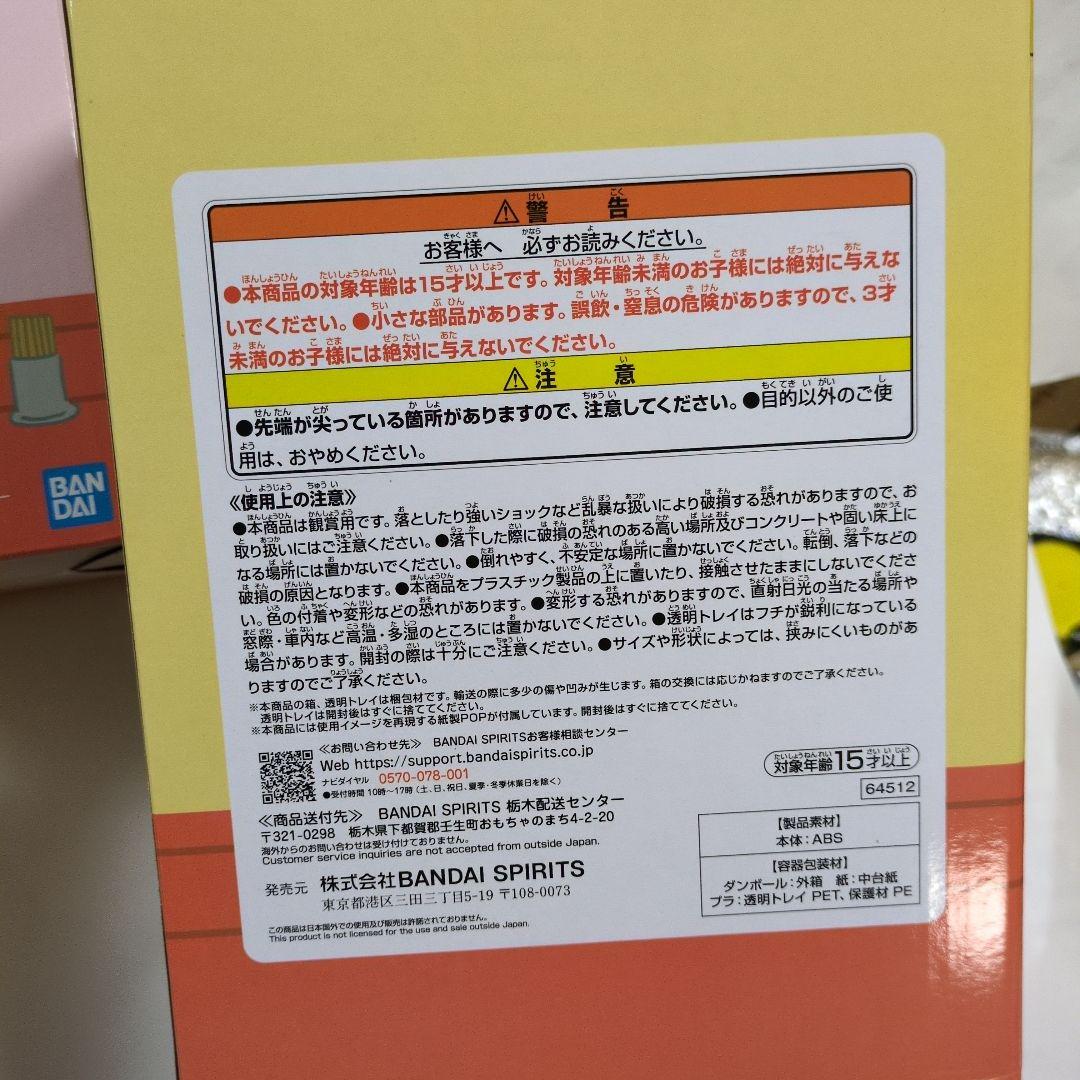 ⚠警告
お客様へ 必ずお読みください。
●本商品の対象年齢は15才以上です。対象年齢未満のお子様には絶対に与えな
いでください。●小さな部品があります。誤飲・窒息の危険がありますので、3才
未満のお子様には絶対に与えないでください。
⚠注意
●先端が尖っている箇所がありますので、注意してください。●目的以外のご使
用は、おやめください。
《使用上の注意》
●本商品は観賞用です。落としたり強いショックなど乱暴な扱いにより破損する恐れがありますので、お
取り扱いにはご注意ください。●落下した際に破損の恐れのある高い場所及びコンクリートや固い床上に
なる場所には置かないでください。●倒れやすく、不安定な場所に置かないでください。転倒、落下などの
破損の原因となります。●本商品をプラスチック製品の上に置いたり、接触させたままにしないでくださ
い。色の付着や変形などの恐れがあります。●変形する恐れがありますので、直射日光の当たる場所や
窓際・車内など高温・多湿のところには置かないでください。●透明トレイはフチが鋭利になっている
場合があります。開封の際は十分にご注意ください。●サイズや形状によっては、挟みにくいものがあ
りますのでご了承ください。
※本商品の箱、透明トレイは梱包材です。輸送の際に多少の傷や凹みが生じます。箱の交換には応じかねますのでご了承ください。
透明トレイは開封後はすぐに捨ててください。
※本商品には使用イメージを再現する紙製POPが付属しています。開封後はすぐに捨ててください。
≪お問い合わせ先≫ BANDAI SPIRITSお客様相談センター
Web https://support.bandaispirits.co.jp
ナビダイヤル 0570-078-001
●受付時間 10時〜17時(土、日、祝日、夏季・冬季休業日を除く)
対象年齢15才以上
64512
≪商品送付先≫ BANDAI SPIRITS 栃木配送センター
〒321-0298 栃木県下都賀郡壬生町おもちゃのまち4-2-20
海外からのお問い合わせは受け付けておりません。
Customer service inquiries are not accepted from outside Japan.
発売元 株式会社BANDAI SPIRITS
東京都港区三田三丁目5-19 〒108-0073
この商品は日本国外での使用及び販売は許諾されておりません。
This product is not licensed for the use and sale outside Japan.
【製品素材】
本体:ABS
【容器包装材】
ダンボール:外箱 紙:中台紙
プラ:透明トレイ PET、保護材 PE
BAN
DAI